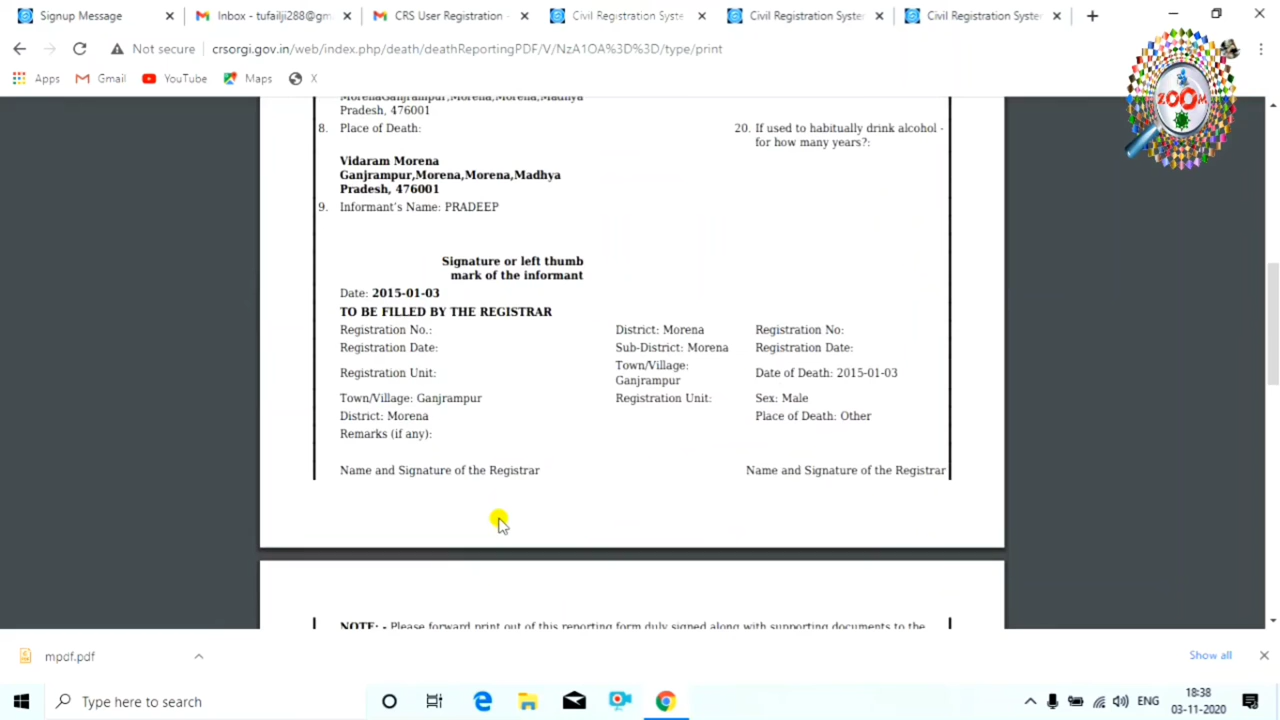 Signup Message
Inbox - tufailji288@gm
CRS User Registration -
Civil Registration Syste
Civil Registration Syste
Civil Registration Syste
Not secure
crsorgi.gov.in/web/index.php/death/deathReportingPDF/V/NzA1OA%3D%3D/type/print
Apps
Gmail
YouTube
Maps
X
ZOOM
MorenaGanjrampur,Morena,Morena,Madhya
Pradesh, 476001
8. Place of Death:
20. If used to habitually drink alcohol -
for how many years?:
Vidaram Morena
Ganjrampur,Morena,Morena,Madhya
Pradesh, 476001
9. Informant's Name: PRADEEP
Signature or left thumb
mark of the informant
Date: 2015-01-03
TO BE FILLED BY THE REGISTRAR
Registration No.:
District: Morena
Registration No:
Registration Date:
Sub-District: Morena
Registration Date:
Registration Unit:
Town/Village:
Ganjrampur
Date of Death: 2015-01-03
Town/Village: Ganjrampur
Registration Unit:
Sex: Male
District: Morena
Place of Death: Other
Remarks (if any):
Name and Signature of the Registrar
Name and Signature of the Registrar
NOTE: - Please forward print out of this reporting form duly signed along with supporting documents to the
mpdf.pdf
Show all
Type here to search
ENG
18:38
03-11-2020